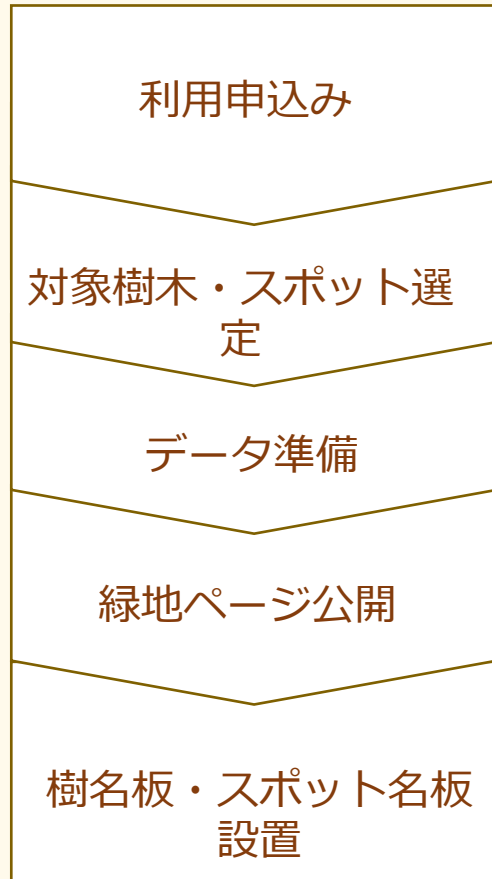 利用申込み
対象樹木・スポット選
定
データ準備
緑地ページ公開
樹名板・スポット名板
設置